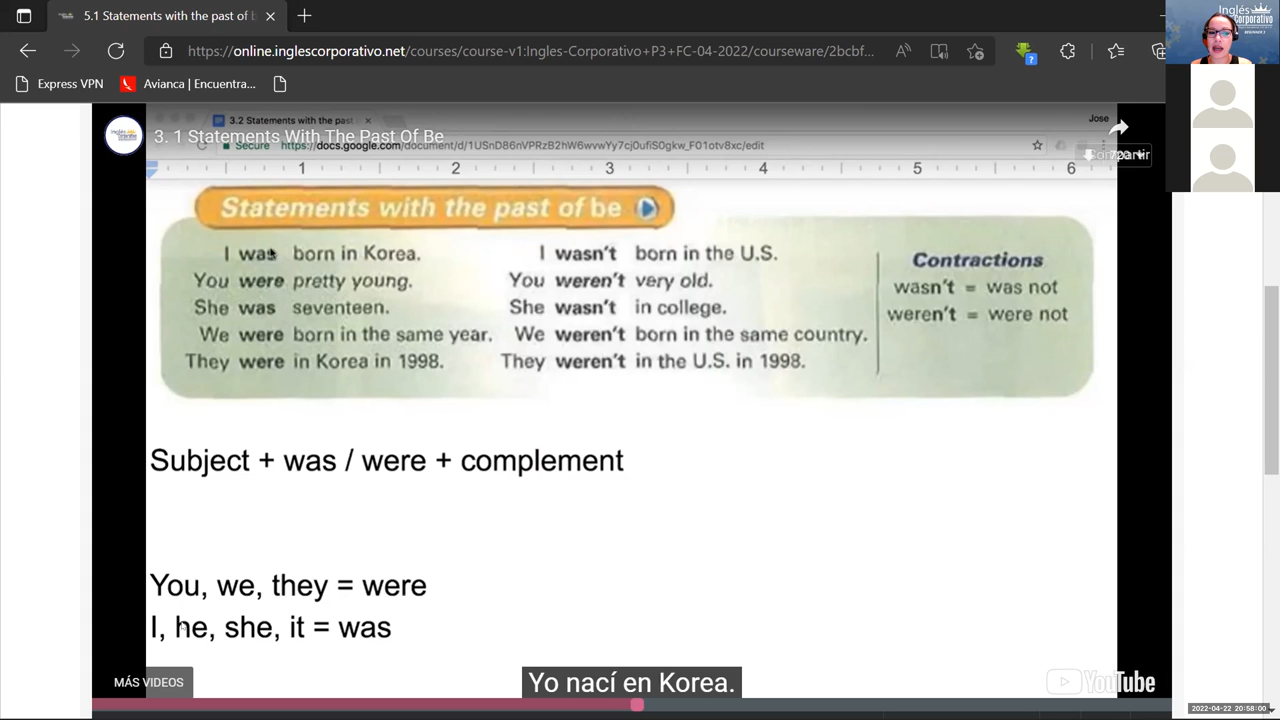 5.1 Statements with the past of b
https://online.inglescorporativo.net/courses/course-v1:Ingles-Corporativo+P3+FC-04-2022/courseware/2bcbf...
Express VPN
Avianca | Encuentra...
3.2 Statements with the past
Jose
3. 1 Statements With The Past Of Be
Secure
https://docs.google.com/document/d/1USnD86nVPRzB2hW6wvwYy7cj0ufiS0gkw_F01otv8xc/edit
1 2 3 4 5 6
Statements with the past of be
I was born in Korea. I wasn't born in the U.S.
You were pretty young. You weren't very old.
She was seventeen. She wasn't in college.
We were born in the same year. We weren't born in the same country.
They were in Korea in 1998. They weren't in the U.S. in 1998.
Contractions
wasn't = was not
weren't = were not
Subject + was / were + complement
You, we, they = were
I, he, she, it = was
MÁS VIDEOS
Yo nací en Korea.
YouTube
Inglés
Corporativo
2022-04-22 20:58:00